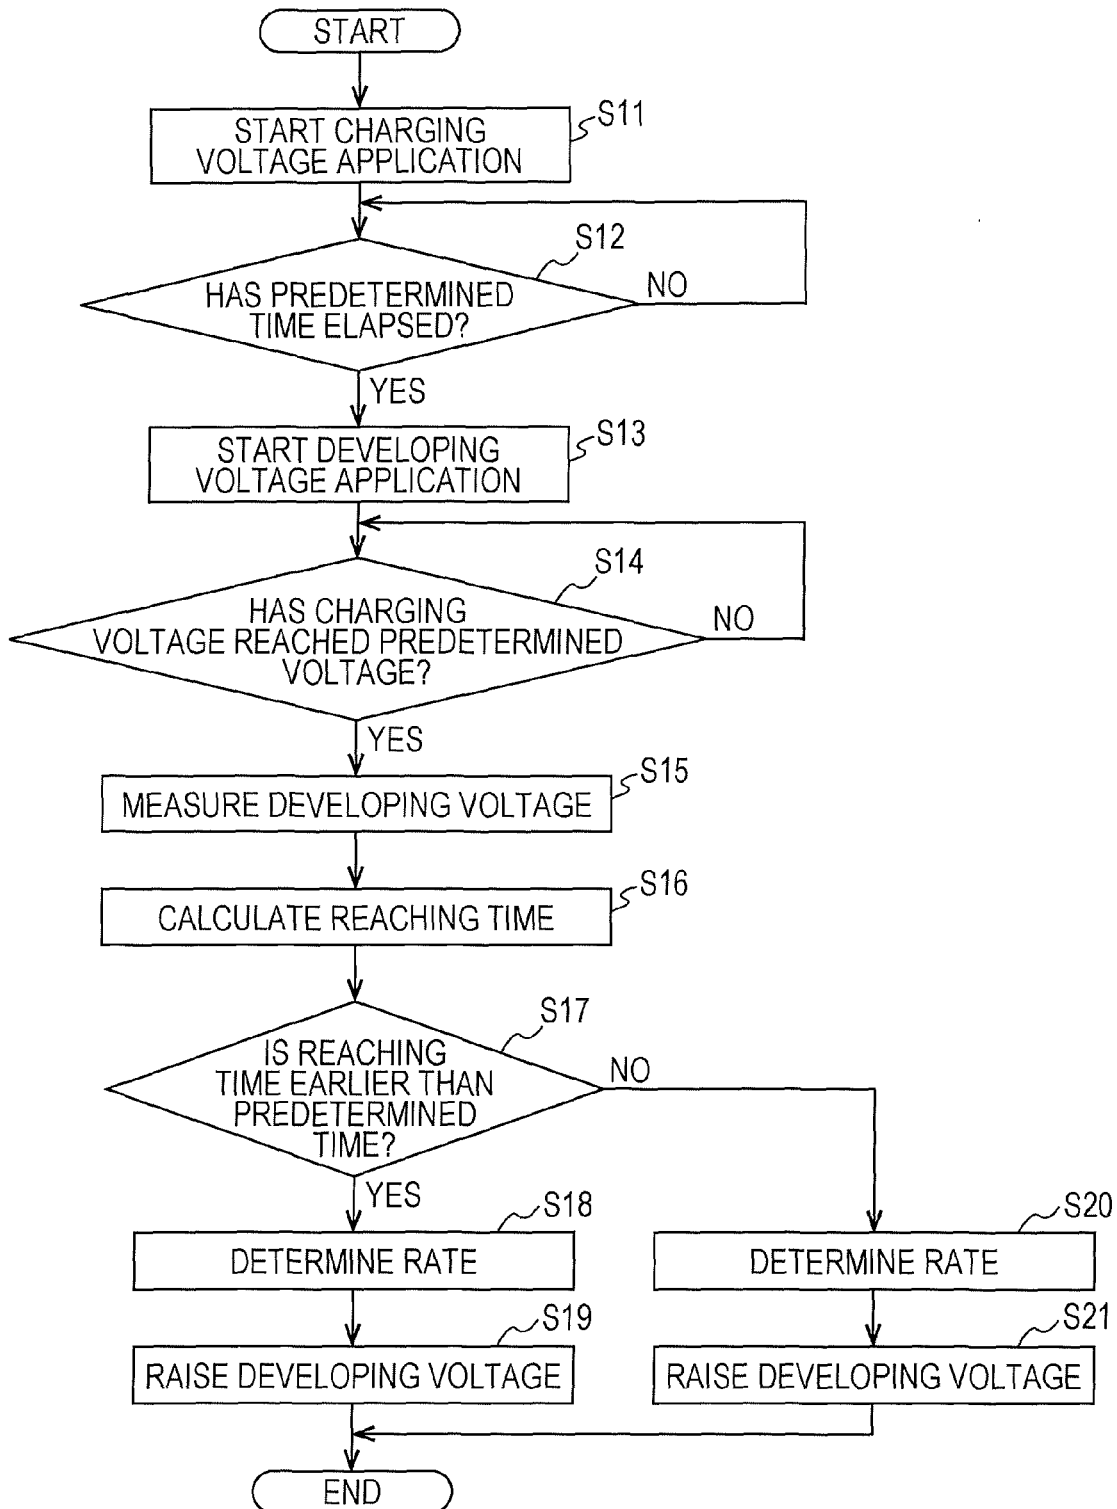 START
S11
START CHARGING
VOLTAGE APPLICATION
S12
HAS PREDETERMINED
TIME ELAPSED?
NO
YES
S13
START DEVELOPING
VOLTAGE APPLICATION
S14
HAS CHARGING
VOLTAGE REACHED PREDETERMINED
VOLTAGE?
NO
YES
S15
MEASURE DEVELOPING VOLTAGE
S16
CALCULATE REACHING TIME
S17
IS REACHING
TIME EARLIER THAN
PREDETERMINED
TIME?
NO
YES
S18
DETERMINE RATE
S20
DETERMINE RATE
S19
RAISE DEVELOPING VOLTAGE
S21
RAISE DEVELOPING VOLTAGE
END